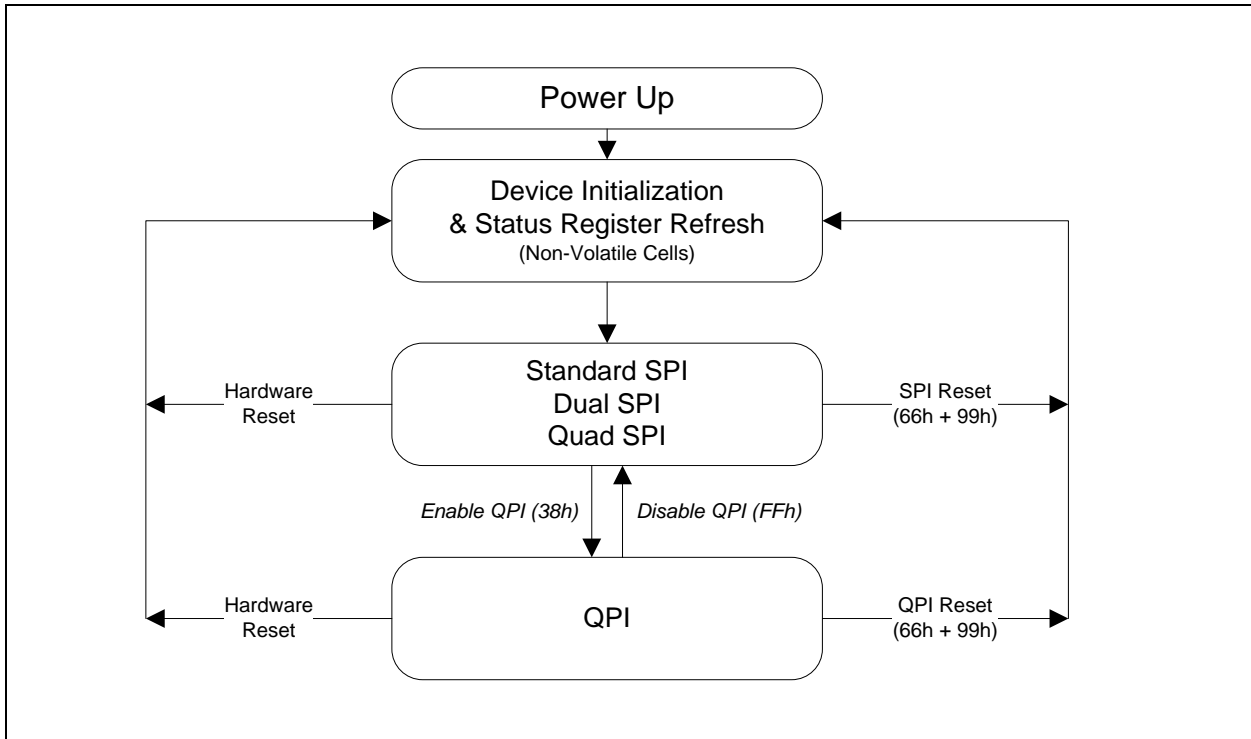 Power Up
Device Initialization
& Status Register Refresh
(Non-Volatile Cells)
Hardware
Reset
Standard SPI
Dual SPI
Quad SPI
SPI Reset
(66h + 99h)
Enable QPI (38h)
Disable QPI (FFh)
Hardware
Reset
QPI
QPI Reset
(66h + 99h)